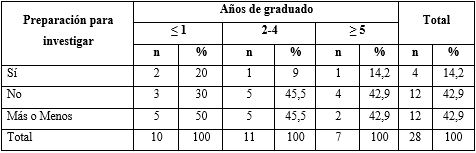 Preparación para investigar Años de graduado Total
≤ 1 2-4 ≥ 5
n % n % n % n %
Sí 2 20 1 9 1 14,2 4 14,2
No 3 30 5 45,5 4 42,9 12 42,9
Más o Menos 5 50 5 45,5 2 42,9 12 42,9
Total 10 100 11 100 7 100 28 100